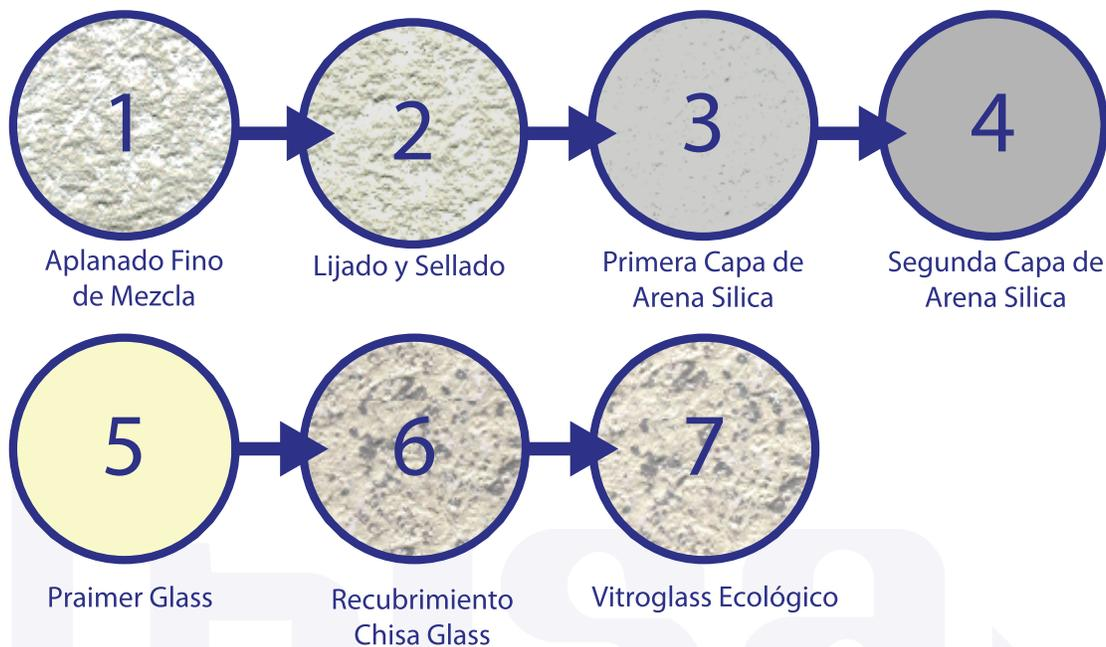 1
2
3
4
Aplanado Fino
de Mezcla
Lijado y Sellado
Primera Capa de
Arena Silica
Segunda Capa de
Arena Silica
5
6
7
Praimer Glass
Recubrimiento
Chisa Glass
Vitroglass Ecológico